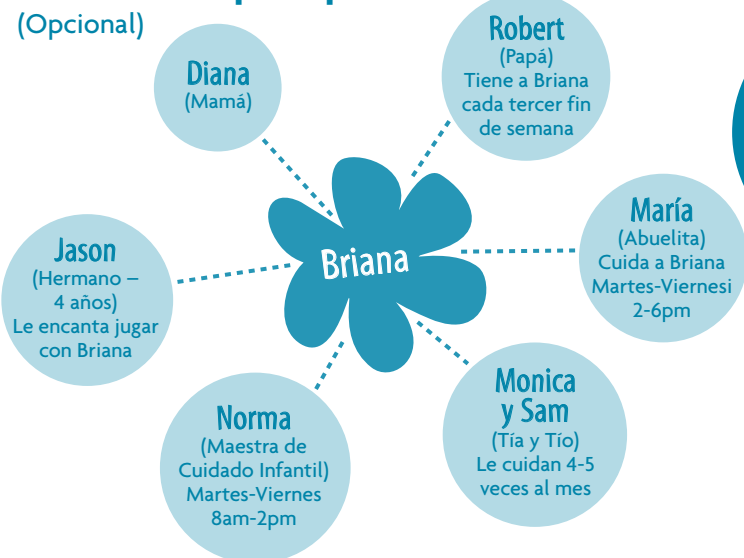 (Opcional)
Diana
(Mamá)
Robert
(Papá)
Tiene a Briana
cada tercer fin
de semana
Briana
María
(Abuelita)
Cuida a Briana
Martes-Viernesi
2-6pm
Jason
(Hermano –
4 años)
Le encanta jugar
con Briana
Monica
y Sam
(Tía y Tío)
Le cuidan 4-5
veces al mes
Norma
(Maestra de
Cuidado Infantil)
Martes-Viernes
8am-2pm